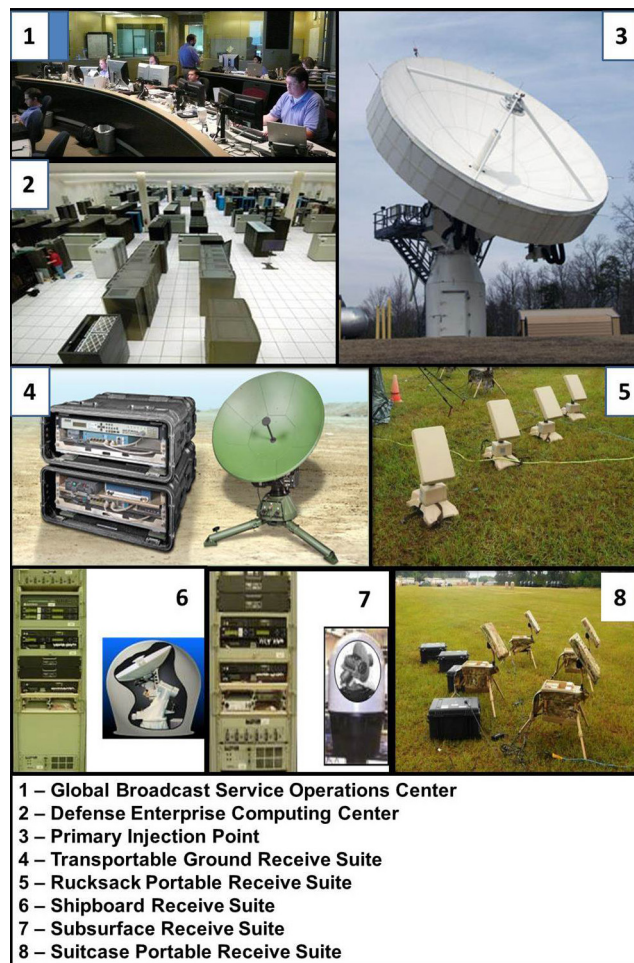 1
3
2
4
5
6
7
8
1 – Global Broadcast Service Operations Center
2 – Defense Enterprise Computing Center
3 – Primary Injection Point
4 – Transportable Ground Receive Suite
5 – Rucksack Portable Receive Suite
6 – Shipboard Receive Suite
7 – Subsurface Receive Suite
8 – Suitcase Portable Receive Suite